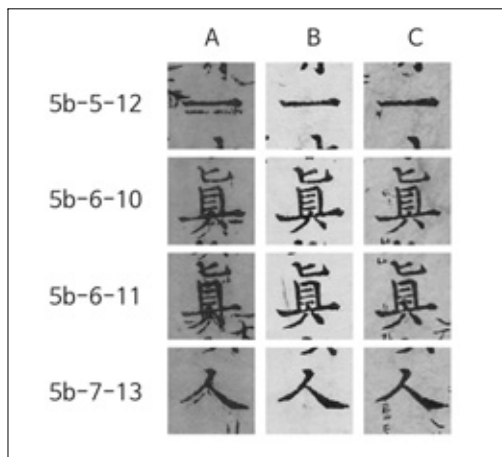 A B C
5b-5-12 一 一 一
5b-6-10 眞 眞 眞
5b-6-11 眞 眞 眞
5b-7-13 人 人 人